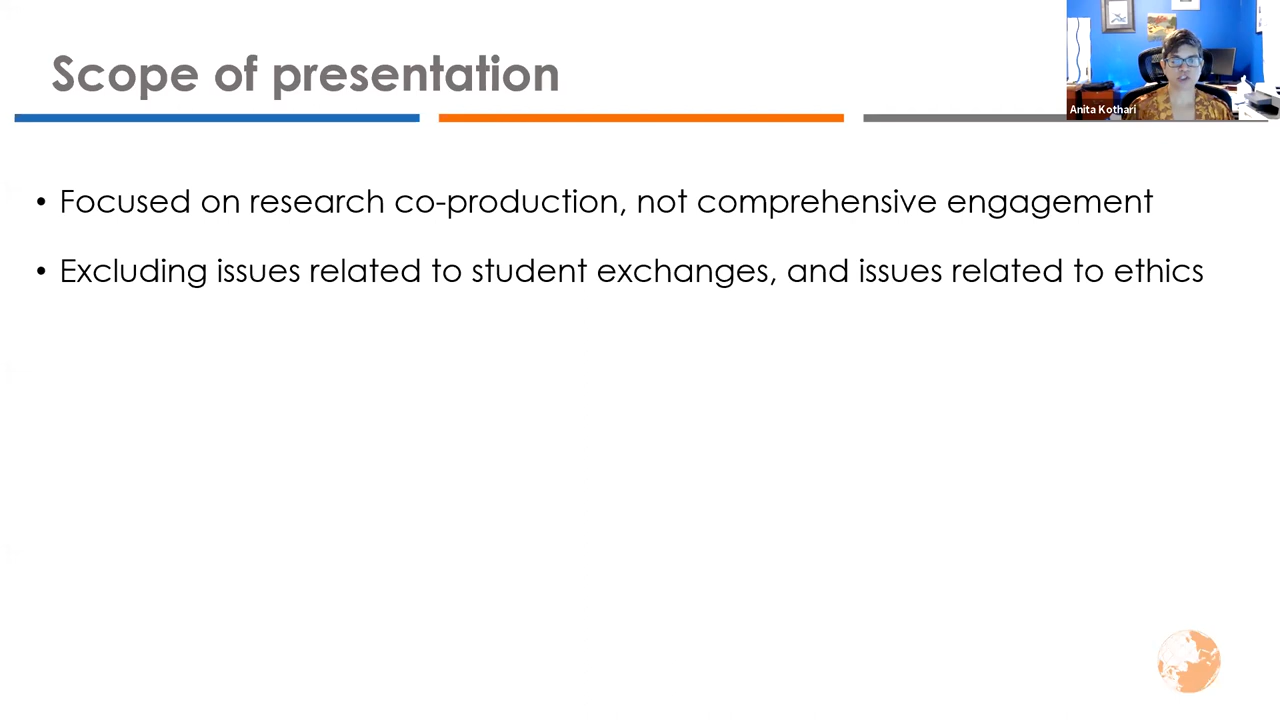 Scope of presentation
Anita Kothari
• Focused on research co-production, not comprehensive engagement
• Excluding issues related to student exchanges, and issues related to ethics